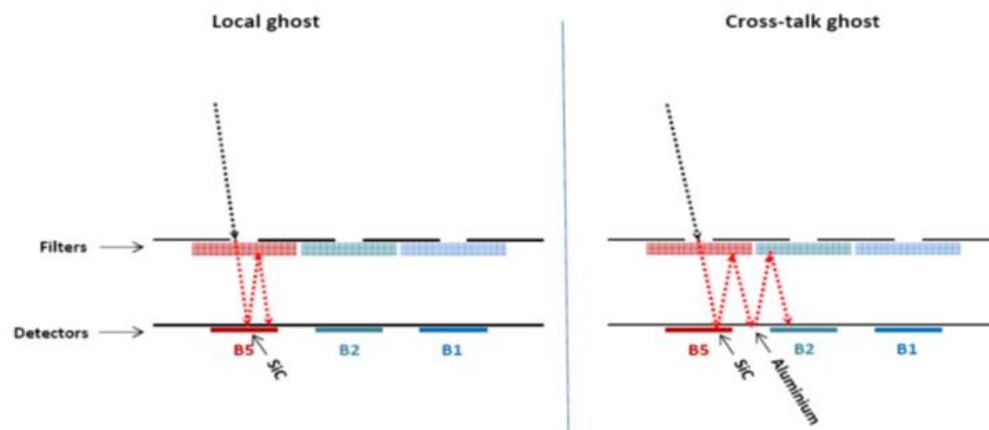 Local ghost
Cross-talk ghost
Filters
Detectors
B5
B2
B1
SiC
B5
B2
B1
SiC
Aluminium